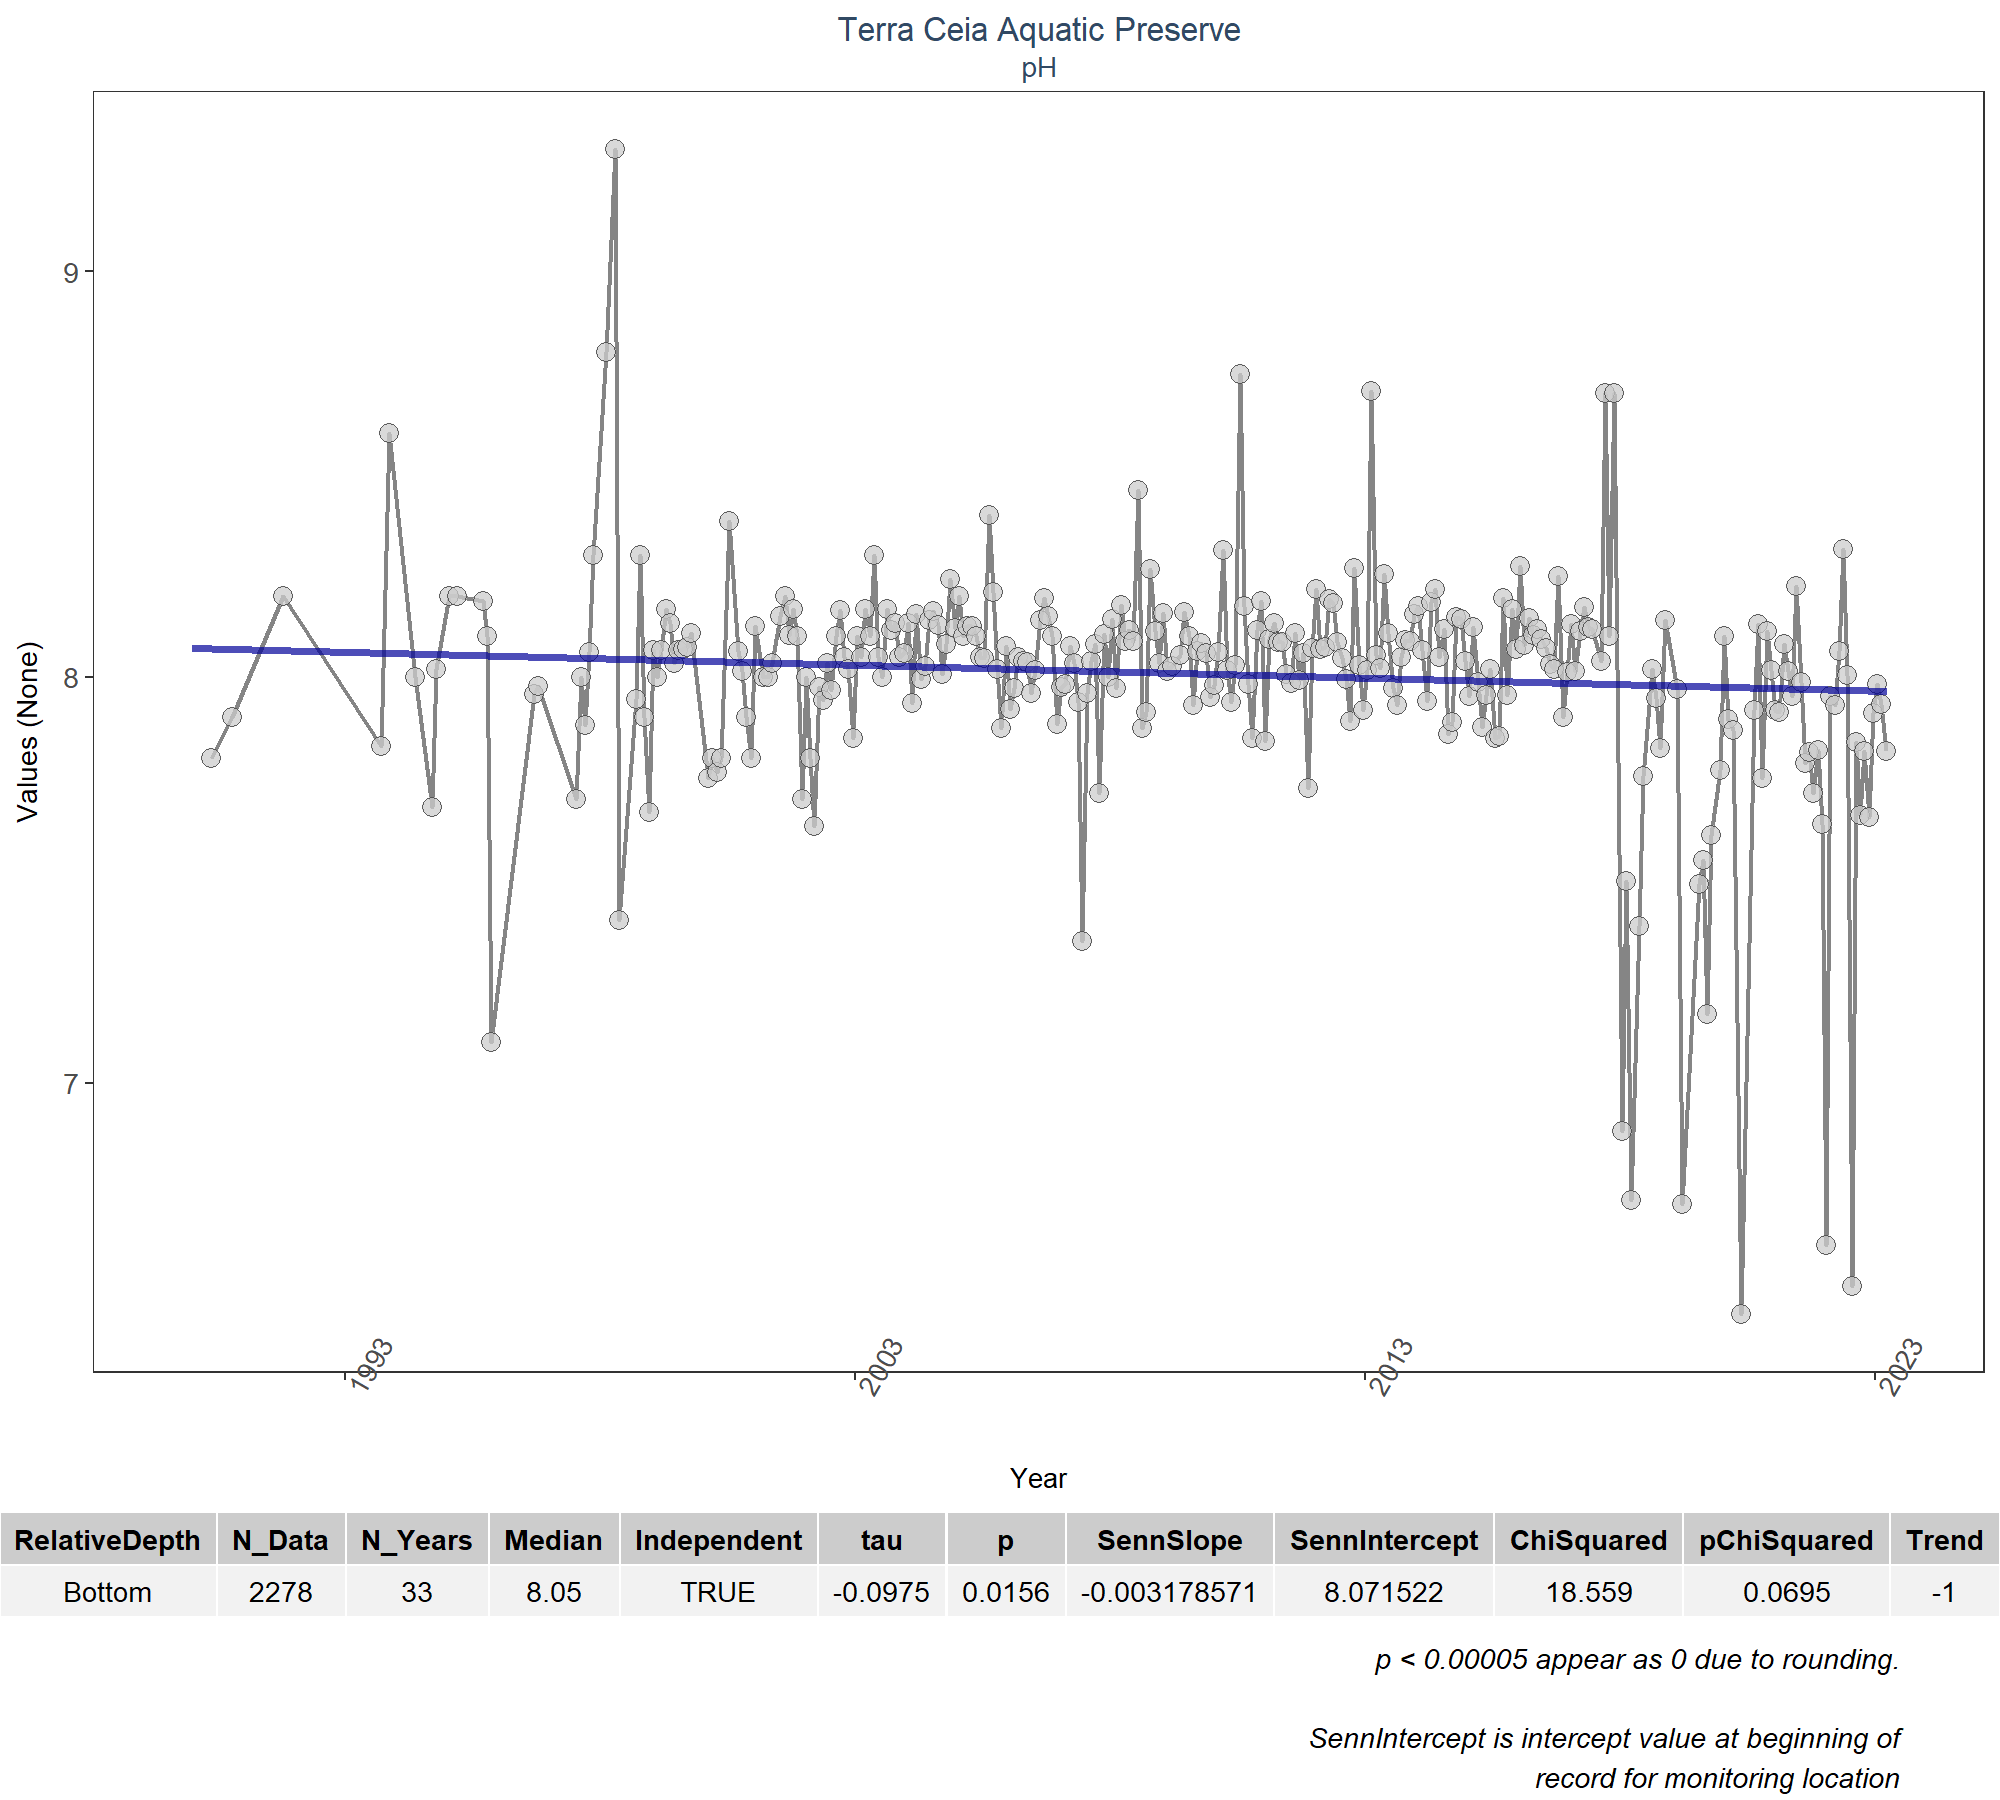 Terra Ceia Aquatic Preserve
pH
Values (None)
9
8
7
1993
2003
2013
2023
Year
RelativeDepth N_Data N_Years Median Independent tau p SennSlope SennIntercept ChiSquared pChiSquared Trend
Bottom 2278 33 8.05 TRUE -0.0975 0.0156 -0.003178571 8.071522 18.559 0.0695 -1
p < 0.00005 appear as 0 due to rounding.
SennIntercept is intercept value at beginning of
record for monitoring location